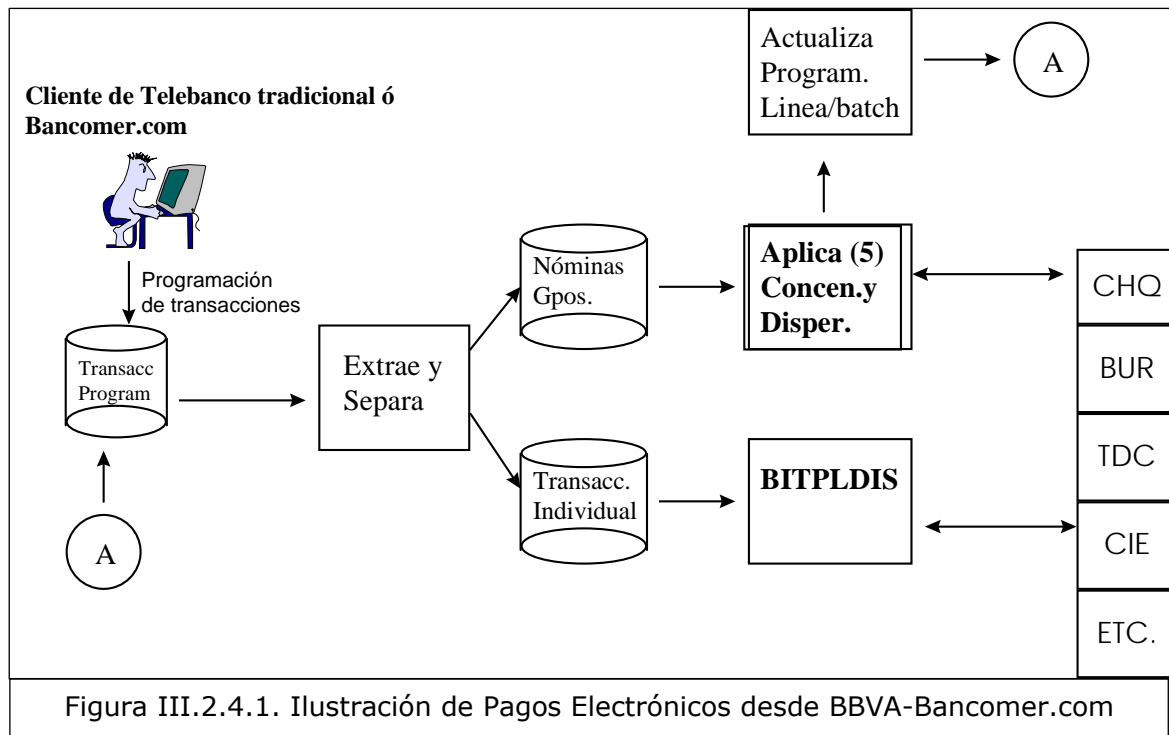 Actualiza
Program.
Linea/batch
A
Cliente de Telebanco tradicional ó
Bancomer.com
Programación
de transacciones
Nóminas
Gpos.
Aplica (5)
Concen.y
Disper.
CHQ
BUR
TDC
CIE
ETC.
Transacc
Program
Extrae y
Separa
Transacc.
Individual
BITPLDIS
A
Figura III.2.4.1. Ilustración de Pagos Electrónicos desde BBVA-Bancomer.com